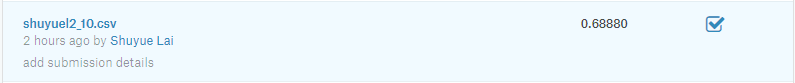 shuyuel2_10.csv 0.68880
2 hours ago by Shuyue Lai
add submission details